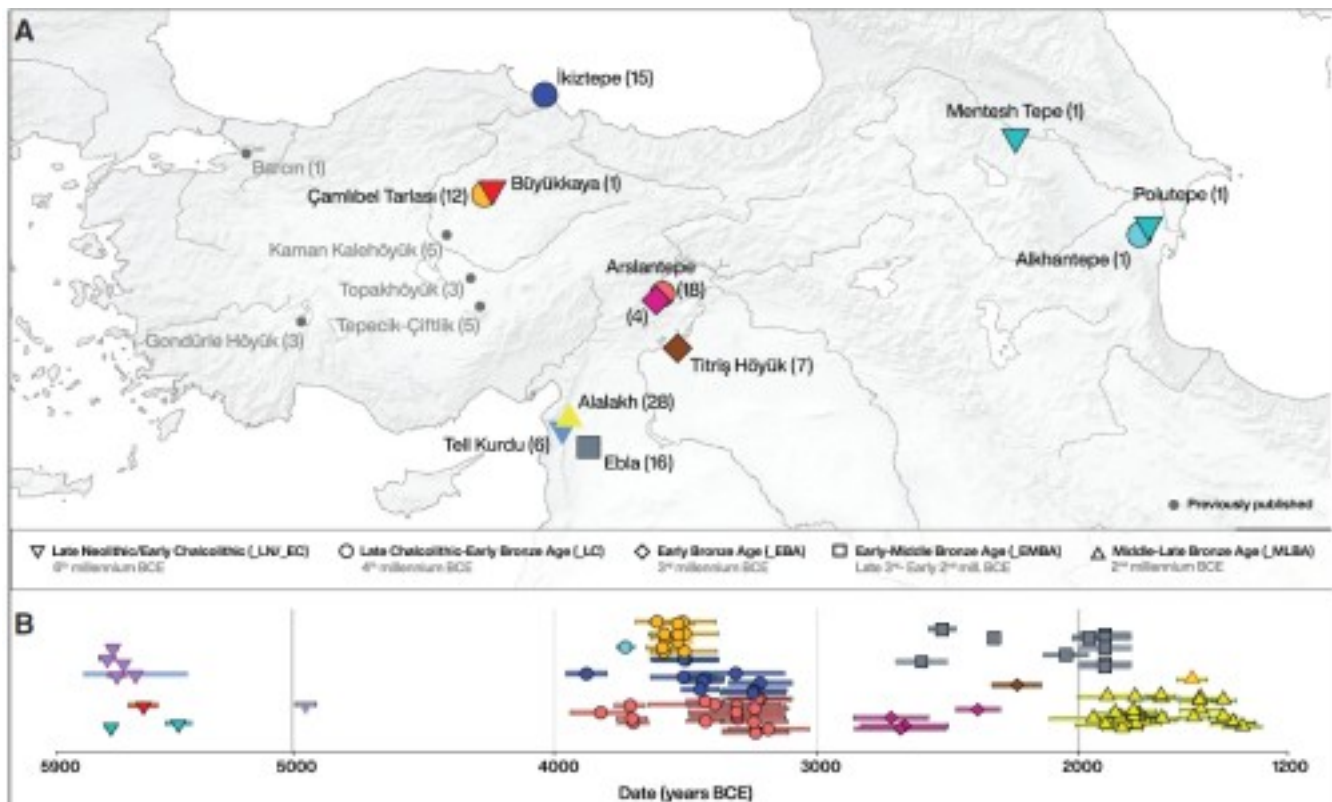 A
İkiztepe (15)
Mentesh Tepe (1)
Barcın (1)
Büyükkaya (1)
Çamlıbel Tarlası (12)
Polutepe (1)
Kaman Kalehöyük (5)
Alkhantepe (1)
Arslantepe
Topakhöyük (3)
(18)
(4)
Tepecik-Çiftlik (5)
Gondürle Höyük (3)
Titriş Höyük (7)
Alalakh (28)
Tell Kurdu (6)
Ebla (16)
Previously published
Late Neolithic/Early Chalcolithic (_LN/_EC)
6th millennium BCE
Late Chalcolithic-Early Bronze Age (_LC)
4th millennium BCE
Early Bronze Age (_EBA)
3rd millennium BCE
Early-Middle Bronze Age (_EMBA)
Late 3rd- Early 2nd mill. BCE
Middle-Late Bronze Age (_MLBA)
2nd millennium BCE
B
5900 5000 4000 3000 2000 1200
Date (years BCE)